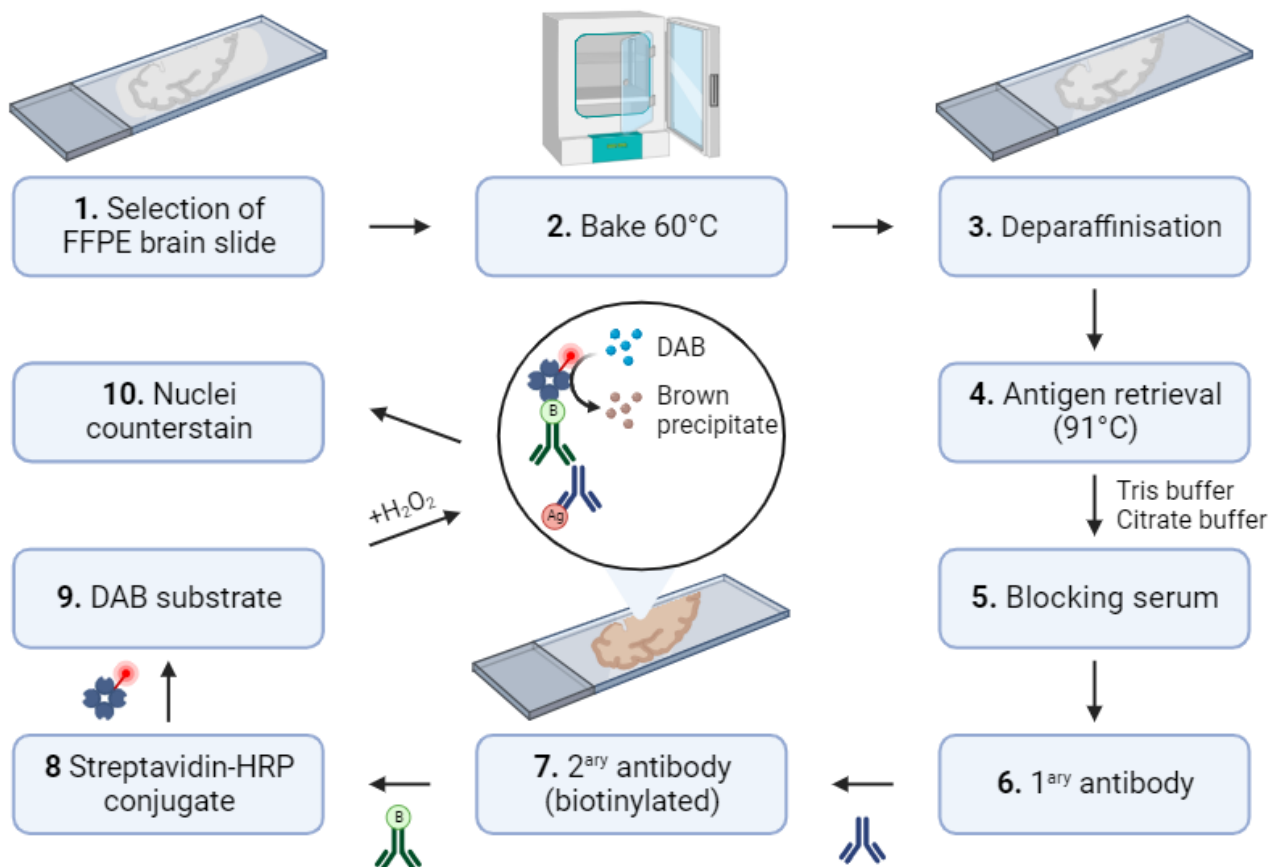 1. Selection of
FFPE brain slide
2. Bake 60°C
3. Deparaffinisation
4. Antigen retrieval
(91°C)
Tris buffer
Citrate buffer
5. Blocking serum
6. 1ᵃʳʸ antibody
7. 2ᵃʳʸ antibody
(biotinylated)
B
8 Streptavidin-HRP
conjugate
9. DAB substrate
+H₂O₂
DAB
Brown
precipitate
B
Ag
10. Nuclei
counterstain